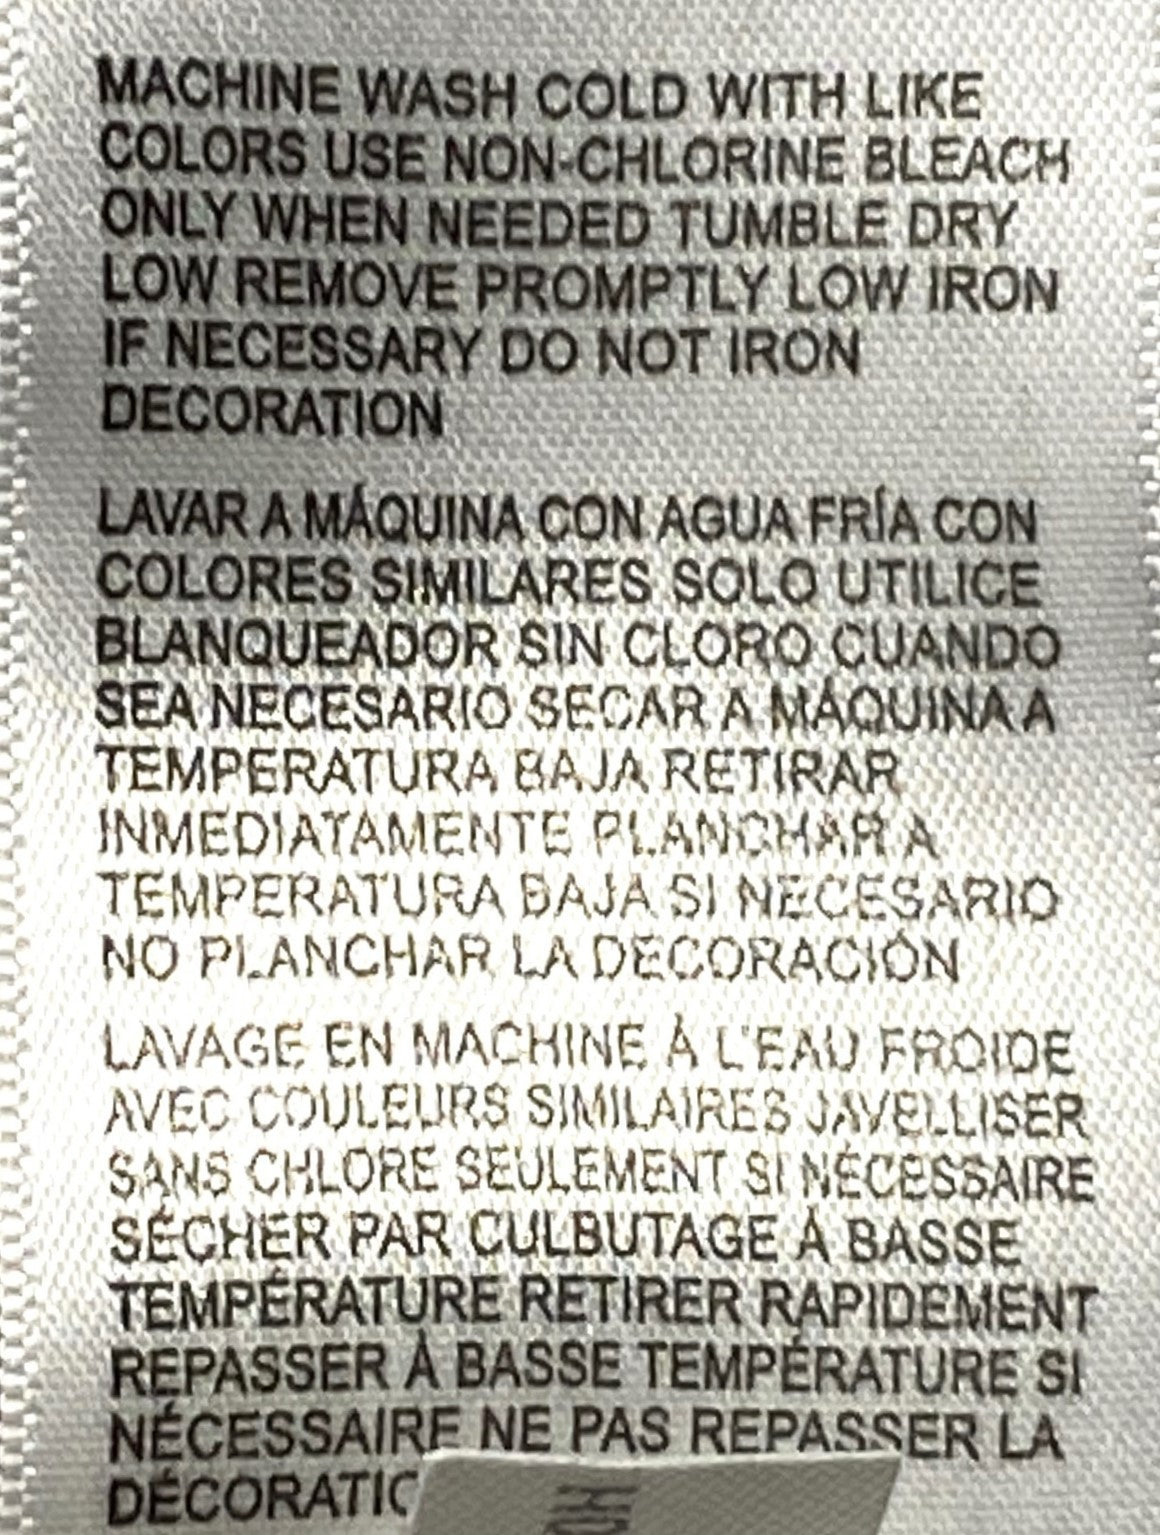 MACHINE WASH COLD WITH LIKE
COLORS USE NON-CHLORINE BLEACH
ONLY WHEN NEEDED TUMBLE DRY
LOW REMOVE PROMPTLY LOW IRON
IF NECESSARY DO NOT IRON
DECORATION
LAVAR A MÁQUINA CON AGUA FRÍA CON
COLORES SIMILARES SOLO UTILICE
BLANQUEADOR SIN CLORO CUANDO
SEA NECESARIO SECAR A MÁQUINA A
TEMPERATURA BAJA RETIRAR
INMEDIATAMENTE PLANCHAR A
TEMPERATURA BAJA SI NECESARIO
NO PLANCHAR LA DECORACIÓN
LAVAGE EN MACHINE À L'EAU FROIDE
AVEC COULEURS SIMILAIRES JAVELLISER
SANS CHLORE SEULEMENT SI NÉCESSAIRE
SÉCHER PAR CULBUTAGE À BASSE
TEMPÉRATURE RETIRER RAPIDEMENT
REPASSER À BASSE TEMPÉRATURE SI
NÉCESSAIRE NE PAS REPASSER LA